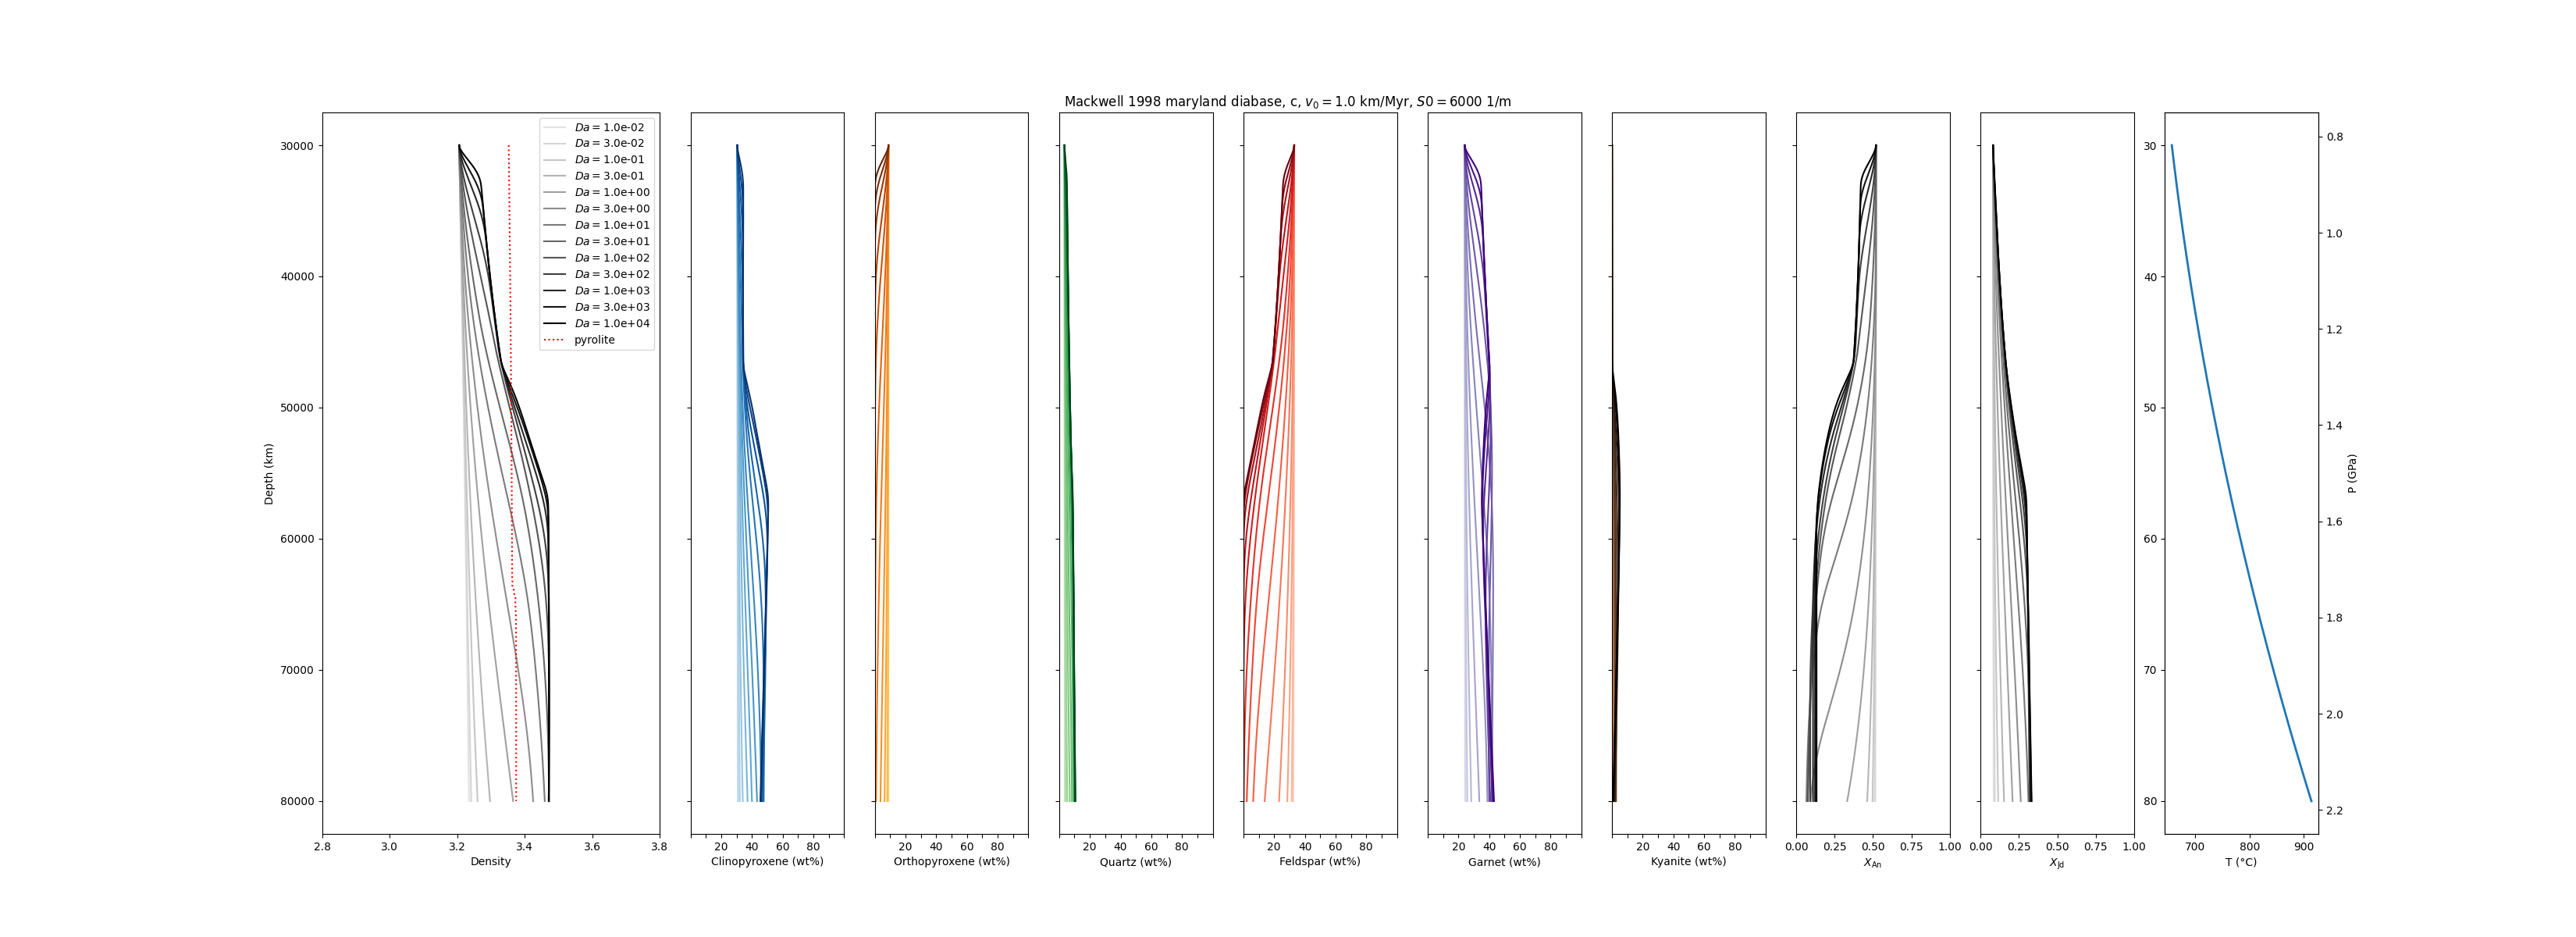 Mackwell 1998 maryland diabase, c, v₀ = 1.0 km/Myr, S0 = 6000 1/m
Da = 1.0e-02
Da = 3.0e-02
Da = 1.0e-01
Da = 3.0e-01
Da = 1.0e+00
Da = 3.0e+00
Da = 1.0e+01
Da = 3.0e+01
Da = 1.0e+02
Da = 3.0e+02
Da = 1.0e+03
Da = 3.0e+03
Da = 1.0e+04
pyrolite
Depth (km)
30000
40000
50000
60000
70000
80000
2.8 3.0 3.2 3.4 3.6 3.8
Density
20 40 60 80
Clinopyroxene (wt%)
20 40 60 80
Orthopyroxene (wt%)
20 40 60 80
Quartz (wt%)
20 40 60 80
Feldspar (wt%)
20 40 60 80
Garnet (wt%)
20 40 60 80
Kyanite (wt%)
0.00 0.25 0.50 0.75 1.00
X_An
0.00 0.25 0.50 0.75 1.00
X_Jd
30
40
50
60
70
80
700 800 900
T (°C)
0.8
1.0
1.2
1.4
1.6
1.8
2.0
2.2
P (GPa)